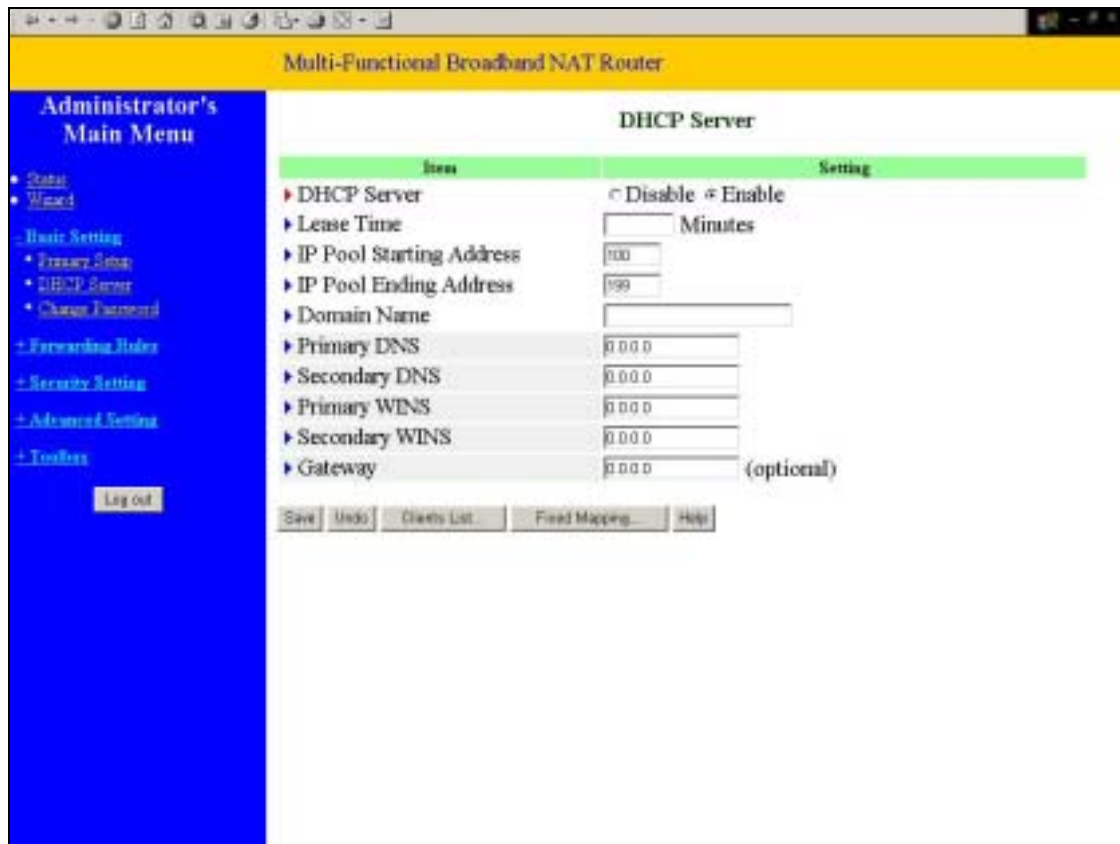 Multi-Functional Broadband NAT Router
Administrator's
Main Menu
Status
Wizard
- Basic Setting
Primary Setup
DHCP Server
Change Password
+ Forwarding Rules
+ Security Setting
+ Advanced Setting
+ Toolbox
Log out
DHCP Server
Item Setting
DHCP Server Disable Enable
Lease Time Minutes
IP Pool Starting Address 100
IP Pool Ending Address 199
Domain Name
Primary DNS 0.0.0.0
Secondary DNS 0.0.0.0
Primary WINS 0.0.0.0
Secondary WINS 0.0.0.0
Gateway 0.0.0.0 (optional)
Save Undo Clients List... Fixed Mapping... Help